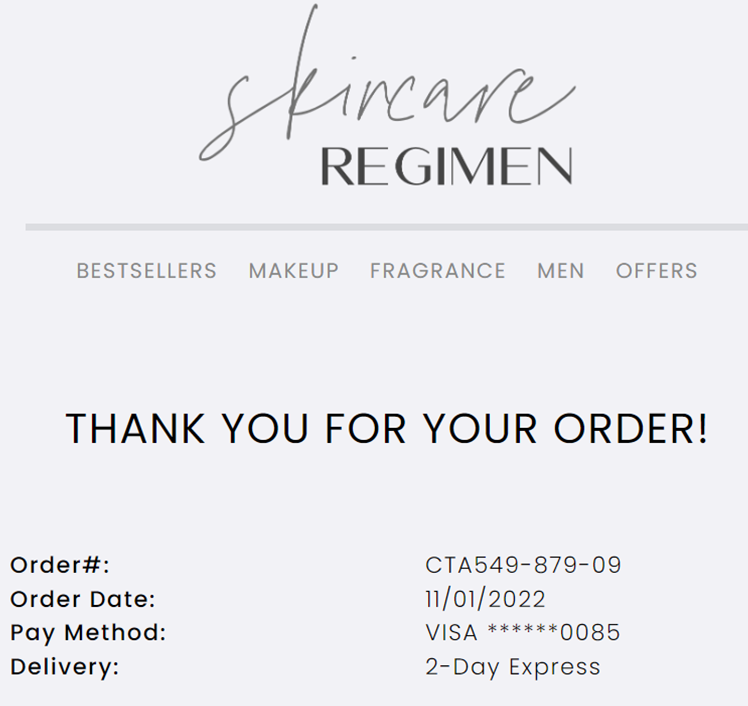 skincare
REGIMEN
BESTSELLERS MAKEUP FRAGRANCE MEN OFFERS
THANK YOU FOR YOUR ORDER!
Order#: CTA549-879-09
Order Date: 11/01/2022
Pay Method: VISA ******0085
Delivery: 2-Day Express